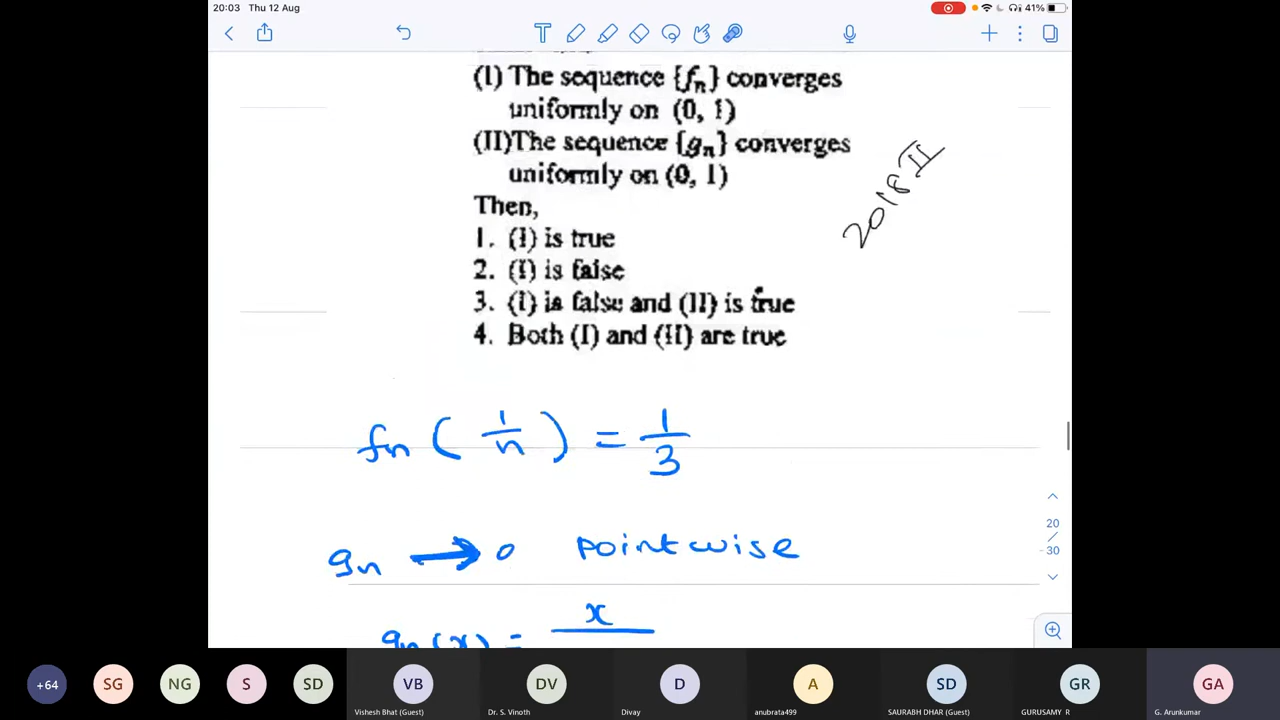 20:03 Thu 12 Aug
41%
(I) The sequence {fn} converges
uniformly on (0, 1)
(II)The sequence {gn} converges
uniformly on (0, 1)
Then,
1. (I) is true
2. (I) is false
3. (I) is false and (II) is true
4. Both (I) and (II) are true
2018 II
fn ( 1/n ) = 1/3
gn → 0 pointwise
gn (x) = x
20
/
30
+64
SG
NG
S
SD
VB
DV
D
A
SD
GR
GA
Vishesh Bhat (Guest)
Dr. S. Vinoth
Divay
anubrata499
SAURABH DHAR (Guest)
GURUSAMY R
G. Arunkumar